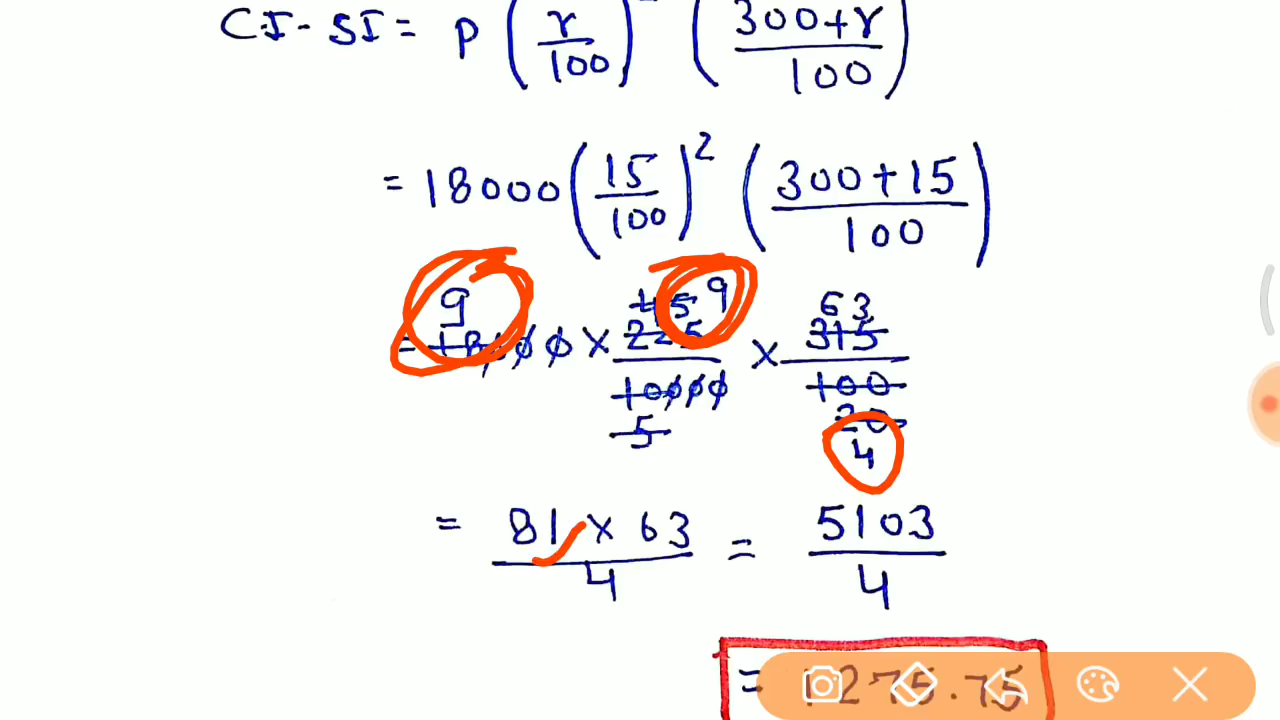 CI - SI = P (r/100)² (300+r/100)
= 18000 (15/100)² (300+15/100)
9 45 9 63
= 18000 × 225/10000 × 315/100
5 20
4
= 81 × 63/4 = 5103/4
= 1275.75